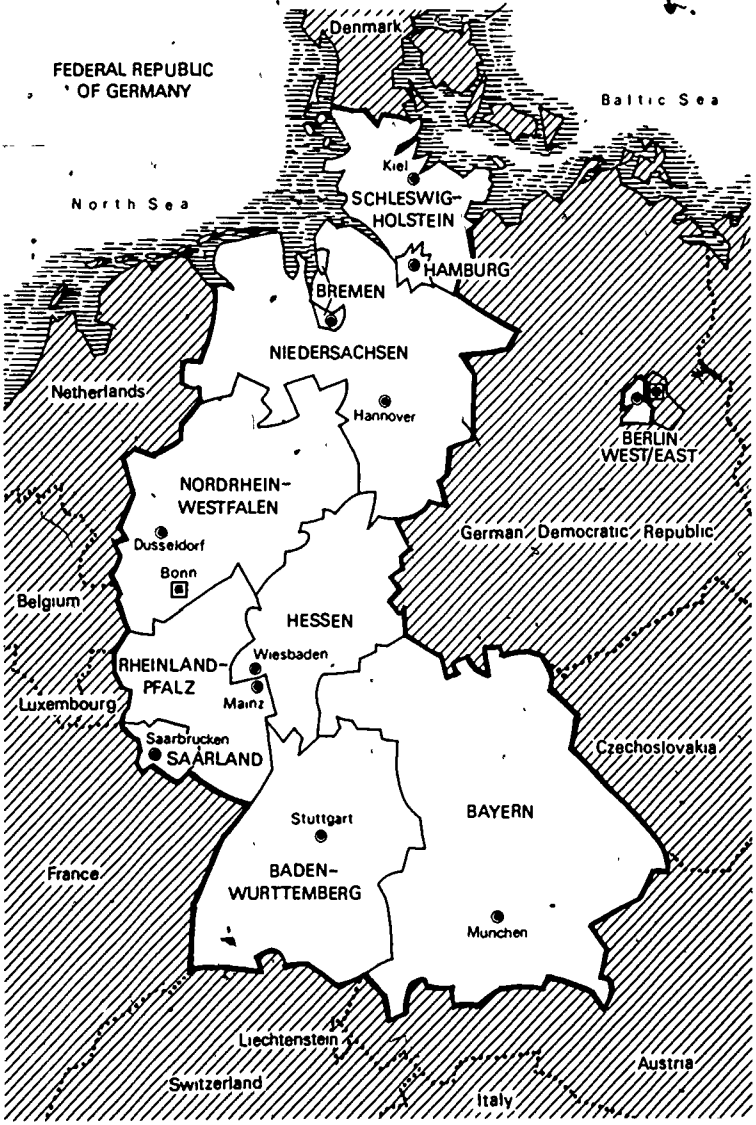 Denmark
FEDERAL REPUBLIC
OF GERMANY
Baltic Sea
Kiel
North Sea
SCHLESWIG-
HOLSTEIN
HAMBURG
BREMEN
NIEDERSACHSEN
Netherlands
Hannover
BERLIN
WEST/EAST
NORDRHEIN-
WESTFALEN
German Democratic Republic
Dusseldorf
Bonn
Belgium
HESSEN
Wiesbaden
RHEINLAND-
PFALZ
Mainz
Luxembourg
Saarbrucken
SAARLAND
Czechoslovakia
BAYERN
Stuttgart
France
BADEN-
WURTTEMBERG
Munchen
Liechtenstein
Austria
Switzerland
Italy